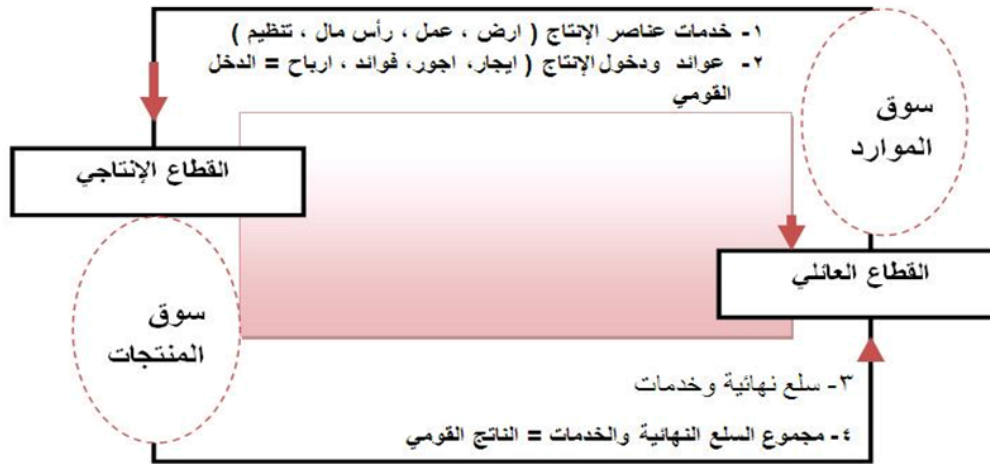 ١- خدمات عناصر الإنتاج ( ارض ، عمل ، رأس مال ، تنظيم )
٢- عوائد ودخول الإنتاج ( ايجار، اجور، فوائد ، ارباح = الدخل
القومي
سوق
الموارد
القطاع الإنتاجي
القطاع العائلي
سوق
المنتجات
٣- سلع نهائية وخدمات
٤- مجموع السلع النهائية والخدمات = الناتج القومي